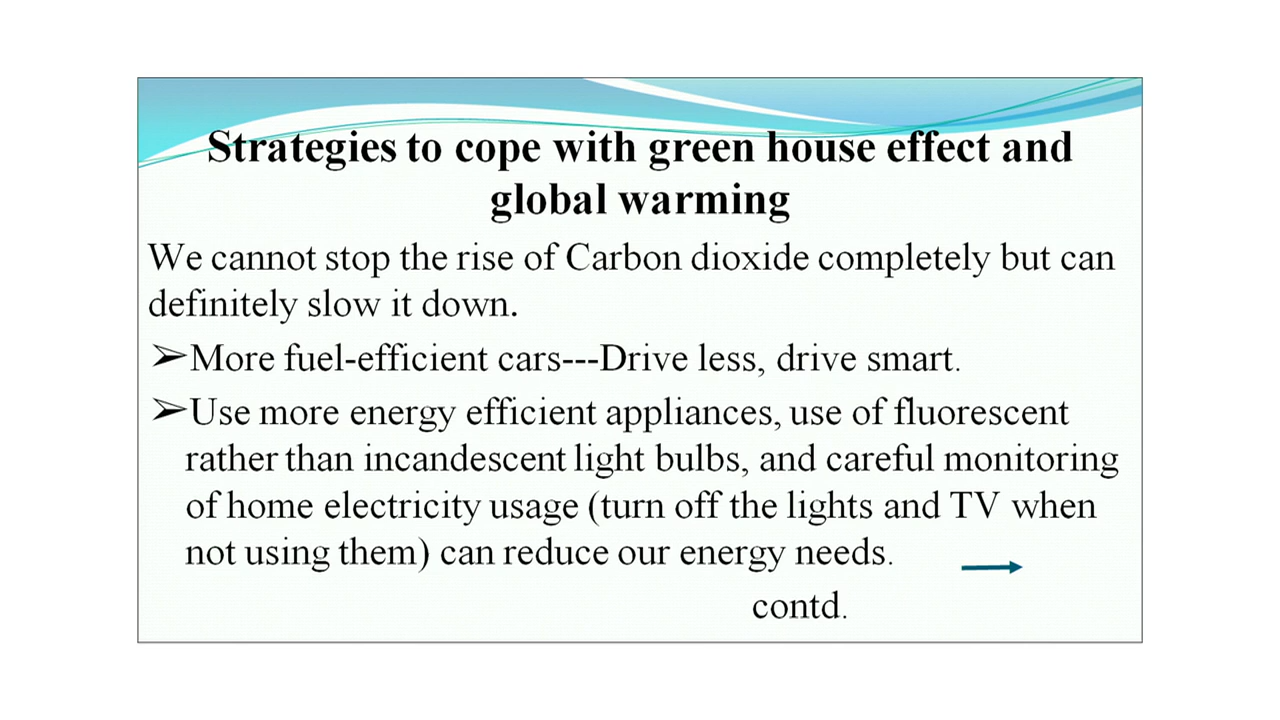 Strategies to cope with green house effect and
global warming
We cannot stop the rise of Carbon dioxide completely but can
definitely slow it down.
➢More fuel-efficient cars---Drive less, drive smart.
➢Use more energy efficient appliances, use of fluorescent
rather than incandescent light bulbs, and careful monitoring
of home electricity usage (turn off the lights and TV when
not using them) can reduce our energy needs.
contd.